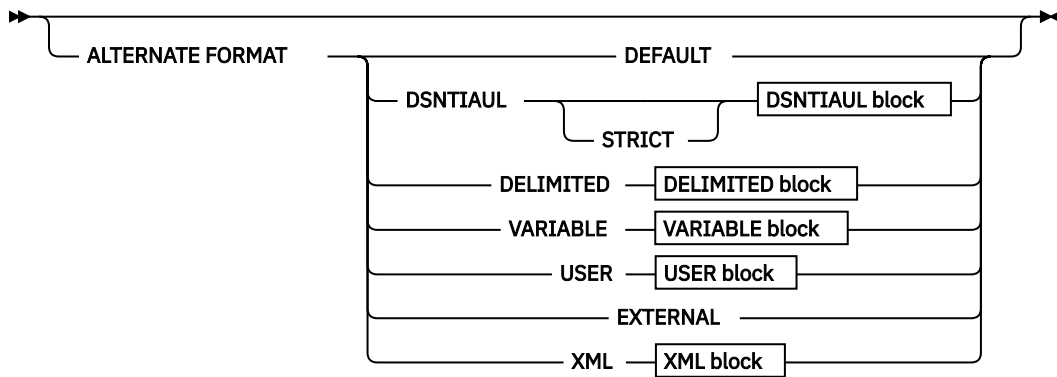 ALTERNATE FORMAT DEFAULT
DSNTIAUL DSNTIAUL block
STRICT
DELIMITED DELIMITED block
VARIABLE VARIABLE block
USER USER block
EXTERNAL
XML XML block